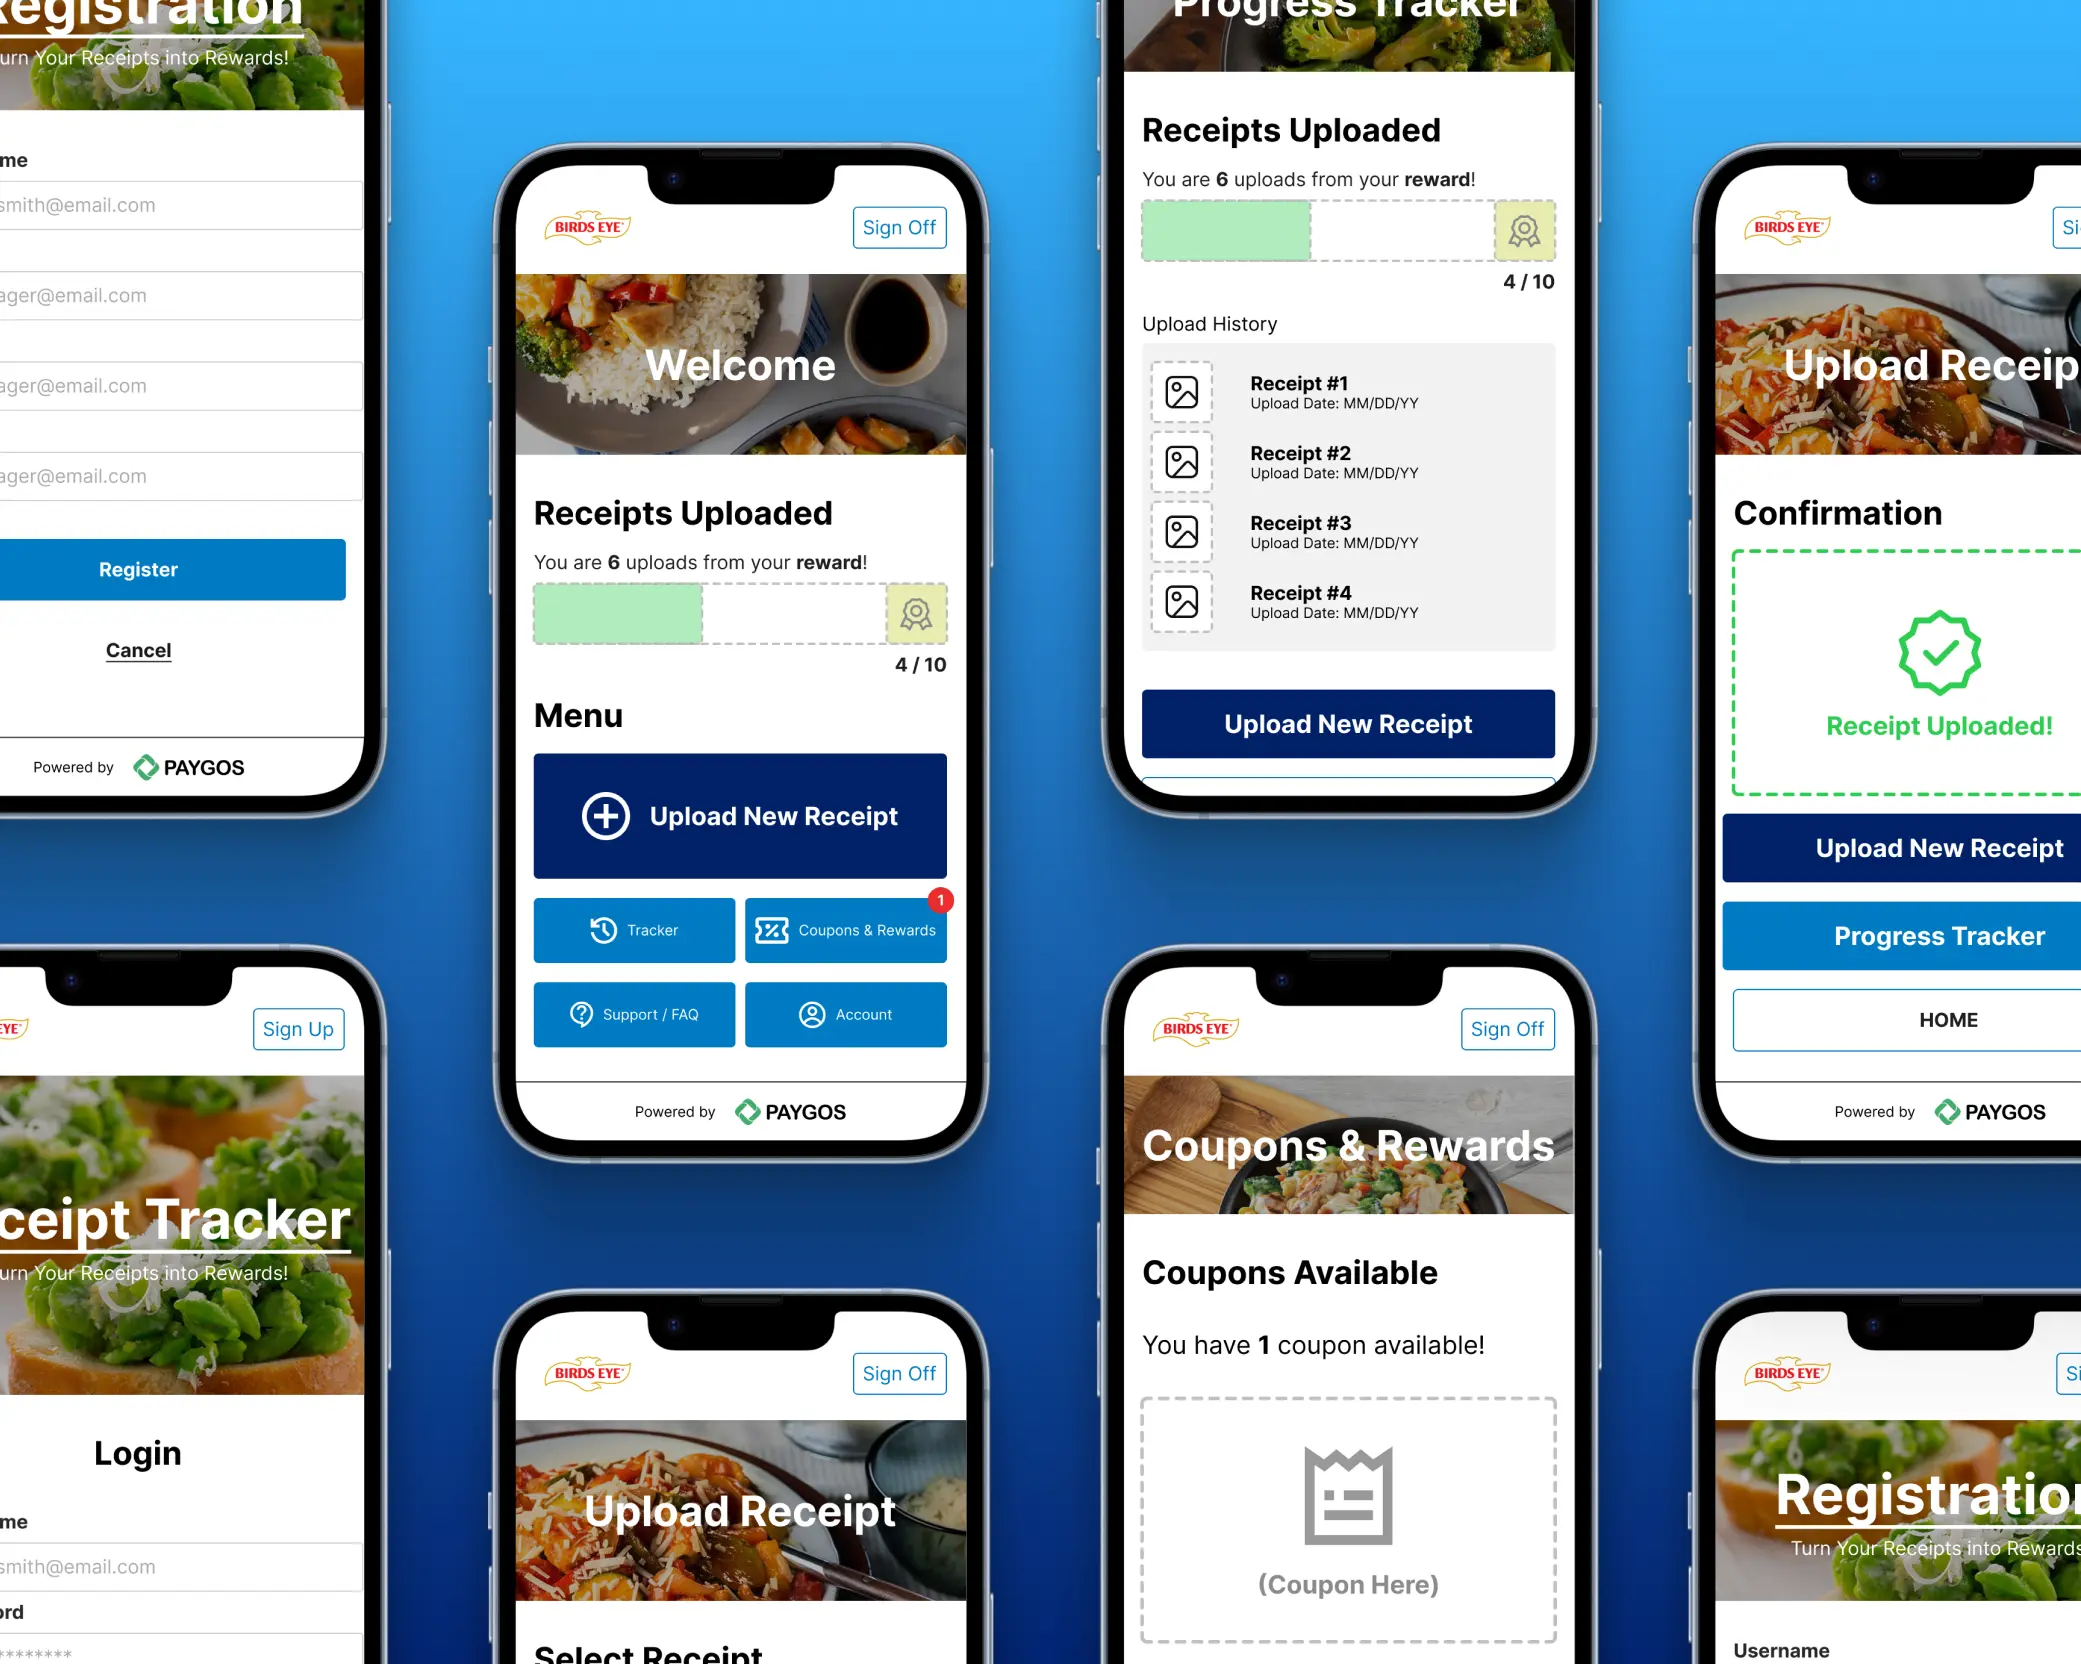 Registration
urn Your Receipts into Rewards!
me
smith@email.com
ager@email.com
ager@email.com
ager@email.com
Register
Cancel
Powered by PAYGOS
EYE
Sign Up
ceipt Tracker
urn Your Receipts into Rewards!
Login
me
smith@email.com
ord
********
BIRDS EYE
Sign Off
Welcome
Receipts Uploaded
You are 6 uploads from your reward!
4 / 10
Menu
Upload New Receipt
Tracker
1
Coupons & Rewards
Support / FAQ
Account
Powered by PAYGOS
BIRDS EYE
Sign Off
Upload Receipt
Select Receipt
Progress Tracker
Receipts Uploaded
You are 6 uploads from your reward!
4 / 10
Upload History
Receipt #1
Upload Date: MM/DD/YY
Receipt #2
Upload Date: MM/DD/YY
Receipt #3
Upload Date: MM/DD/YY
Receipt #4
Upload Date: MM/DD/YY
Upload New Receipt
BIRDS EYE
Sign Off
Coupons & Rewards
Coupons Available
You have 1 coupon available!
(Coupon Here)
BIRDS EYE
Si
Upload Receip
Confirmation
Receipt Uploaded!
Upload New Receipt
Progress Tracker
HOME
Powered by PAYGOS
BIRDS EYE
Si
Registration
Turn Your Receipts into Rewards
Username